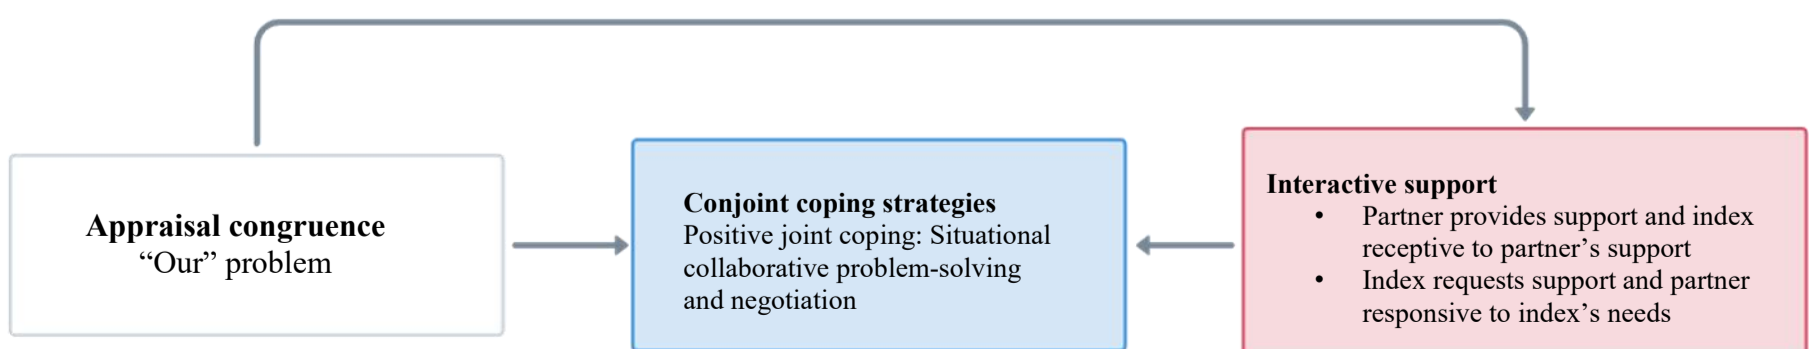 Appraisal congruence
“Our” problem
Conjoint coping strategies
Positive joint coping: Situational
collaborative problem-solving
and negotiation
Interactive support
• Partner provides support and index
receptive to partner’s support
• Index requests support and partner
responsive to index’s needs